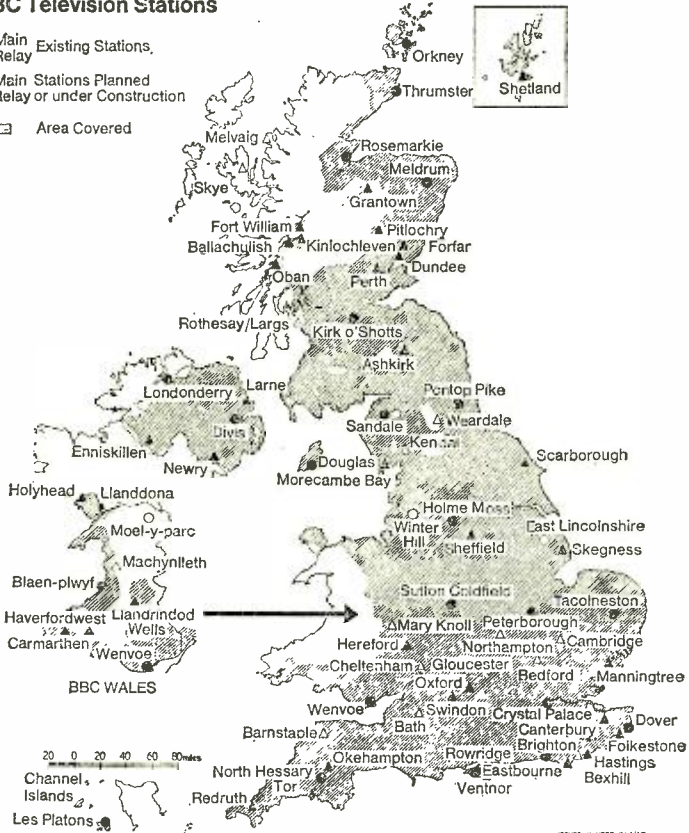 BC Television Stations
Main
Relay Existing Stations.
Main Stations Planned
Relay or under Construction
Area Covered
Orkney
Thrumster
Shetland
Melvaig
Rosemarkie
Skye
Meldrum
Grantown
Fort William
Pitlochry
Ballachulish
Kinlochleven
Forfar
Oban
Dundee
Perth
Rothesay/Largs
Kirk o'Shotts
Ashkirk
Londonderry
Larne
Pontop Pike
Divis
Sandale
Weardale
Enniskillen
Newry
Douglas
Scarborough
Morecambe Bay
Holyhead
Llanddona
Moel-y-parc
Holme Moss
Winter
Hill
East Lincolnshire
Sheffield
Skegness
Machynlleth
Blaen-plwyf
Sutton Coldfield
Tacolneston
Haverfordwest
Llandrindod
Wells
Mary Knoll
Peterborough
Carmarthen
Wenvoe
Hereford
Northampton
Cambridge
BBC WALES
Cheltenham
Gloucester
Bedford
Manningtree
Oxford
Wenvoe
Swindon
Crystal Palace
Dover
Bath
Canterbury
Barnstaple
Folkestone
Brighton
Okehampton
Rowridge
Hastings
20 0 20 40 60 80 miles
North Hessary
Tor
Eastbourne
Bexhill
Ventnor
Channel
Islands
Redruth
Les Platons